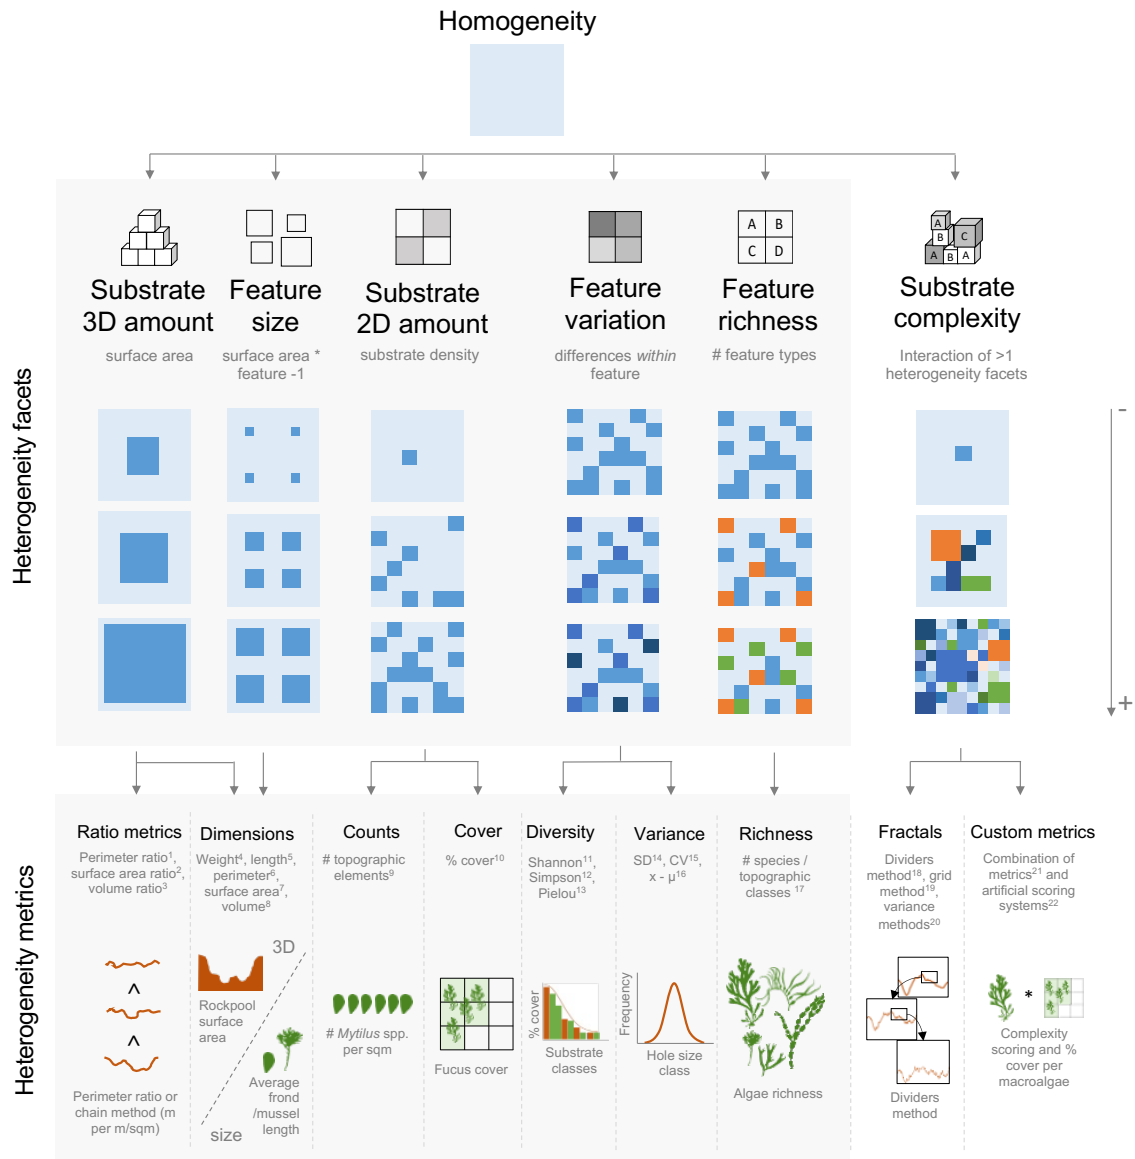 Homogeneity
A B
C D
A
B C
A B A
Substrate
3D amount
surface area
Feature
size
surface area *
feature -1
Substrate
2D amount
substrate density
Feature
variation
differences within
feature
Feature
richness
# feature types
Substrate
complexity
Interaction of >1
heterogeneity facets
Heterogeneity facets
-
+
Heterogeneity metrics
Ratio metrics
Perimeter ratio¹,
surface area ratio²,
volume ratio³
Dimensions
Weight⁴, length⁵,
perimeter⁶,
surface area⁷,
volume⁸
Counts
# topographic
elements⁹
Cover
% cover¹⁰
Diversity
Shannon¹¹,
Simpson¹²,
Pielou¹³
Variance
SD¹⁴, CV¹⁵,
x - µ¹⁶
Richness
# species /
topographic
classes ¹⁷
Fractals
Dividers
method¹⁸, grid
method¹⁹,
variance
methods²⁰
Custom metrics
Combination of
metrics²¹ and
artificial scoring
systems²²
^
^
Perimeter ratio or
chain method (m
per m/sqm)
3D
Rockpool
surface
area
Average
frond
/mussel
length
size
# Mytilus spp.
per sqm
Fucus cover
% cover
Substrate
classes
Frequency
Hole size
class
Algae richness
Dividers
method
*
Complexity
scoring and %
cover per
macroalgae